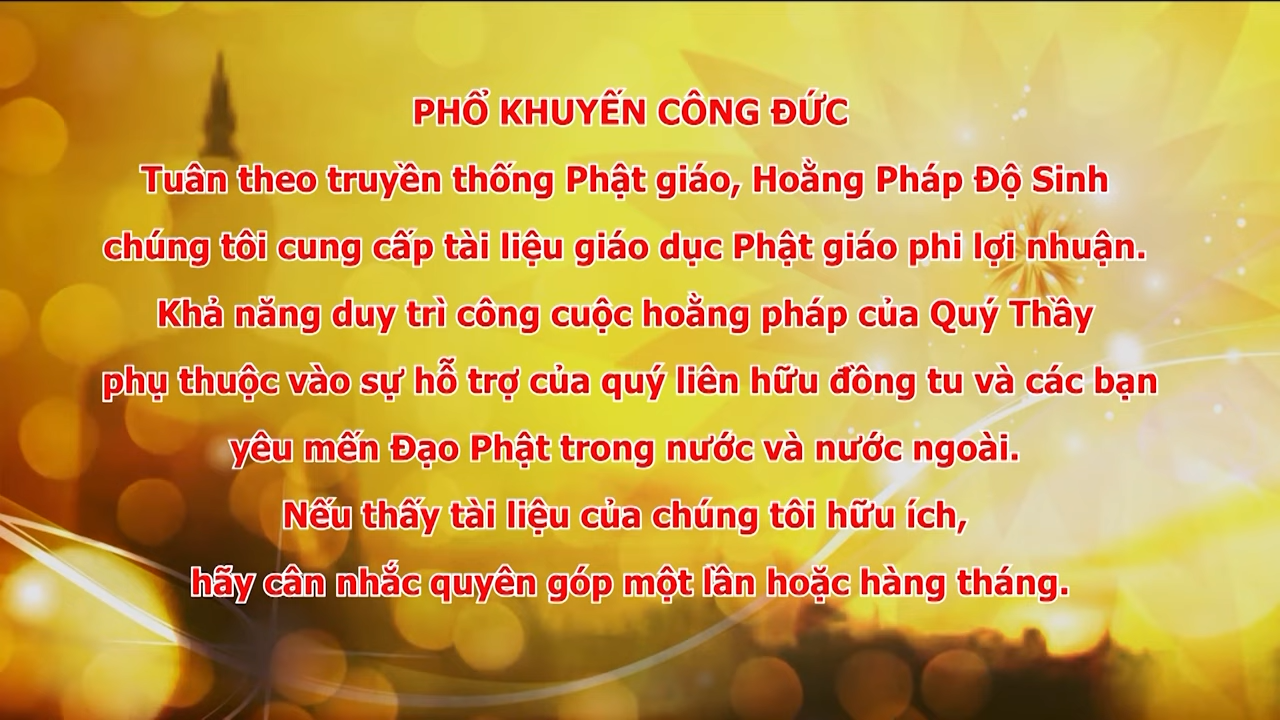 PHỔ KHUYẾN CÔNG ĐỨC
Tuân theo truyền thống Phật giáo, Hoằng Pháp Độ Sinh
chúng tôi cung cấp tài liệu giáo dục Phật giáo phi lợi nhuận.
Khả năng duy trì công cuộc hoằng pháp của Quý Thầy
phụ thuộc vào sự hỗ trợ của quý liên hữu đồng tu và các bạn
yêu mến Đạo Phật trong nước và nước ngoài.
Nếu thấy tài liệu của chúng tôi hữu ích,
hãy cân nhắc quyên góp một lần hoặc hàng tháng.